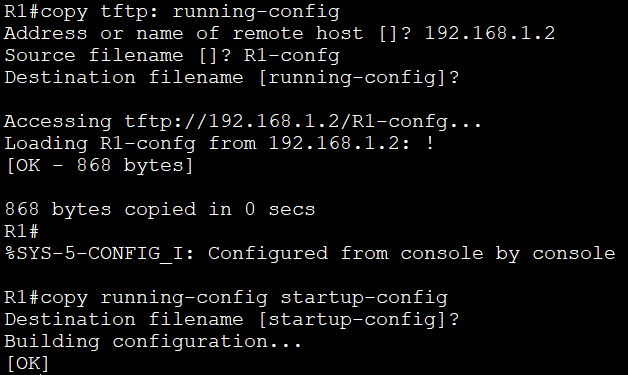 R1#copy tftp: running-config
Address or name of remote host []? 192.168.1.2
Source filename []? R1-confg
Destination filename [running-config]?
Accessing tftp://192.168.1.2/R1-confg...
Loading R1-confg from 192.168.1.2: !
[OK - 868 bytes]
868 bytes copied in 0 secs
R1#
%SYS-5-CONFIG_I: Configured from console by console
R1#copy running-config startup-config
Destination filename [startup-config]?
Building configuration...
[OK]